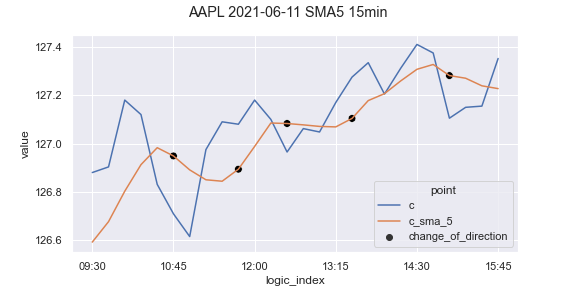 AAPL 2021-06-11 SMA5 15min
127.4
127.2
127.0
126.8
126.6
value
09:30
10:45
12:00
13:15
14:30
15:45
logic_index
point
c
c_sma_5
change_of_direction